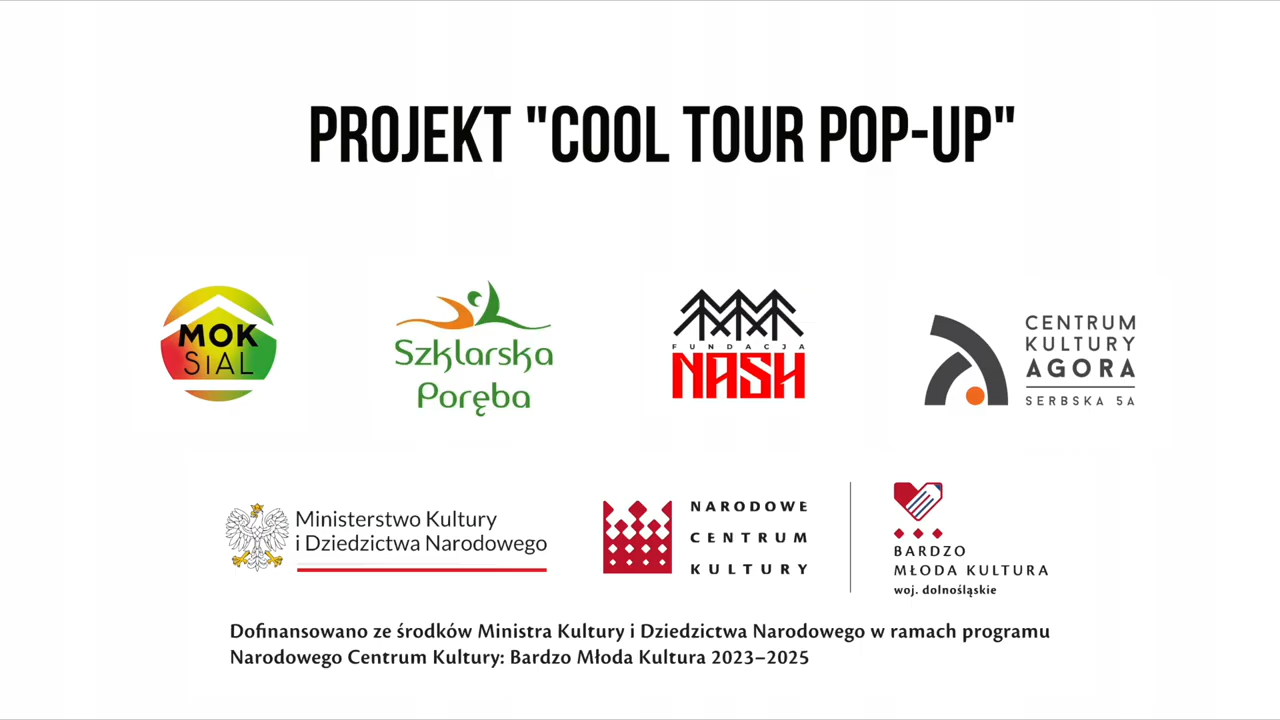 PROJEKT "COOL TOUR POP-UP"
MOK
SiAL
Szklarska
Poręba
FUNDACJA
NASH
CENTRUM
KULTURY
AGORA
SERBSKA 5A
Ministerstwo Kultury
i Dziedzictwa Narodowego
NARODOWE
CENTRUM
KULTURY
BARDZO
MŁODA KULTURA
woj. dolnośląskie
Dofinansowano ze środków Ministra Kultury i Dziedzictwa Narodowego w ramach programu
Narodowego Centrum Kultury: Bardzo Młoda Kultura 2023–2025